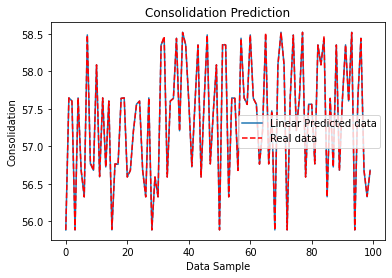 Consolidation Prediction
58.5
58.0
57.5
57.0
56.5
56.0
Consolidation
Linear Predicted data
Real data
0 20 40 60 80 100
Data Sample